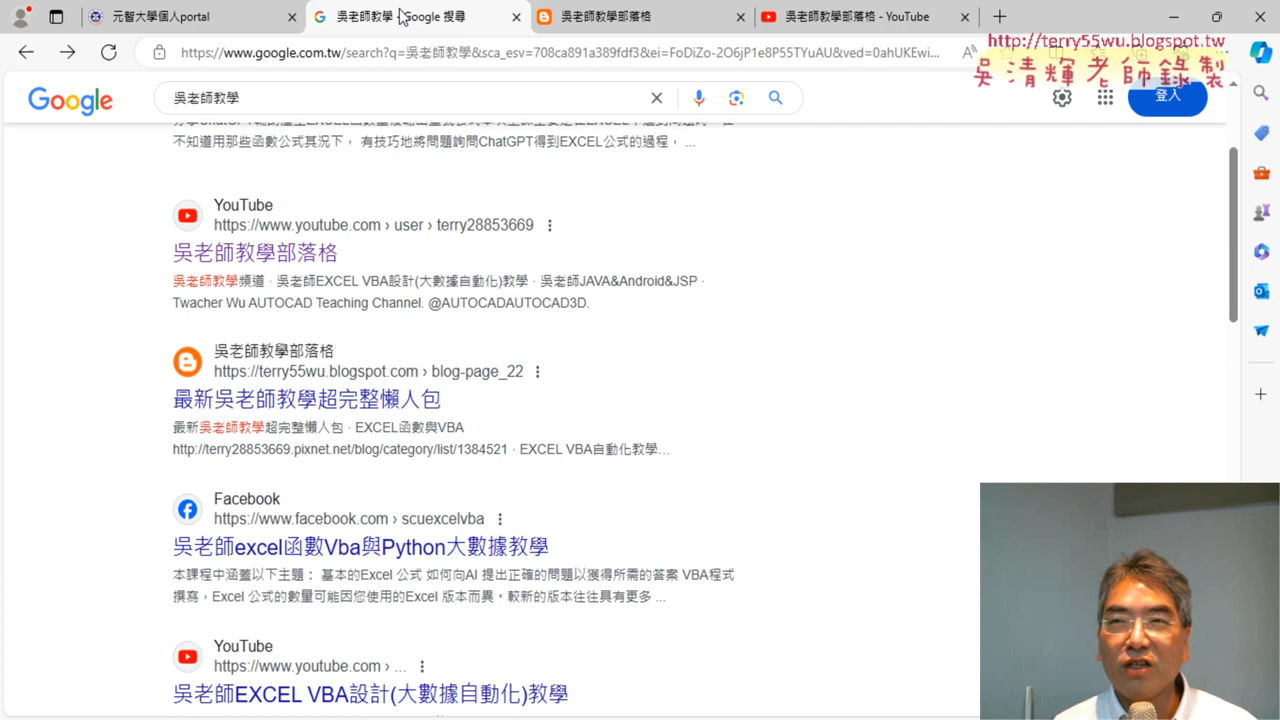 元智大學個人portal
吳老師教學 - Google 搜尋
吳老師教學部落格
吳老師教學部落格 - YouTube
https://www.google.com.tw/search?q=吳老師教學&sca_esv=708ca891a389fdf3&ei=FoDiZo-2O6jP1e8P55TYuAU&ved=0ahUKEwi...
http://terry55wu.blogspot.tw
吳清輝老師錄製
Google
吳老師教學
登入
不知道用那些函數公式其況下， 有技巧地將問題詢問ChatGPT得到EXCEL公式的過程， ...
YouTube
https://www.youtube.com › user › terry28853669
吳老師教學部落格
吳老師教學頻道 · 吳老師EXCEL VBA設計(大數據自動化)教學 · 吳老師JAVA&Android&JSP ·
Twacher Wu AUTOCAD Teaching Channel. @AUTOCADAUTOCAD3D.
吳老師教學部落格
https://terry55wu.blogspot.com › blog-page_22
最新吳老師教學超完整懶人包
最新吳老師教學超完整懶人包 · EXCEL函數與VBA
http://terry28853669.pixnet.net/blog/category/list/1384521 · EXCEL VBA自動化教學...
Facebook
https://www.facebook.com › scuexcelvba
吳老師excel函數Vba與Python大數據教學
本課程中涵蓋以下主題： 基本的Excel 公式 如何向AI 提出正確的問題以獲得所需的答案 VBA程式
撰寫，Excel 公式的數量可能因您使用的Excel 版本而異，較新的版本往往具有更多 ...
YouTube
https://www.youtube.com › ...
吳老師EXCEL VBA設計(大數據自動化)教學